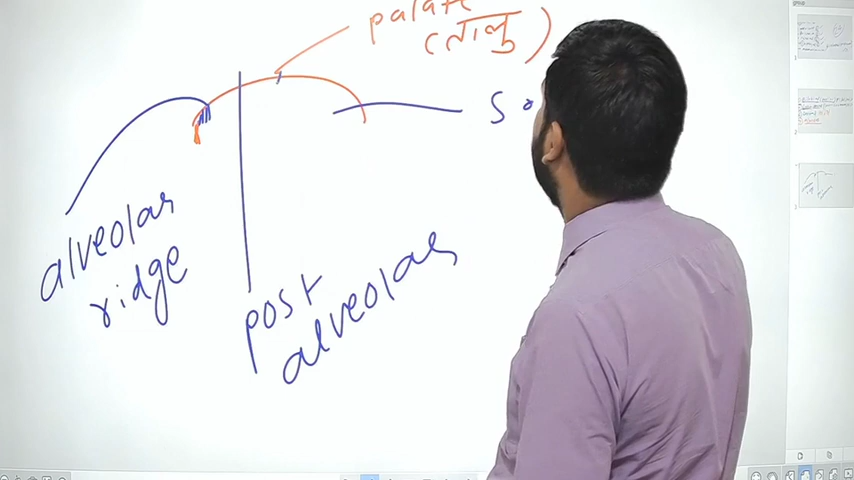 palate
(तालु)
alveolar
ridge
post
alveolar